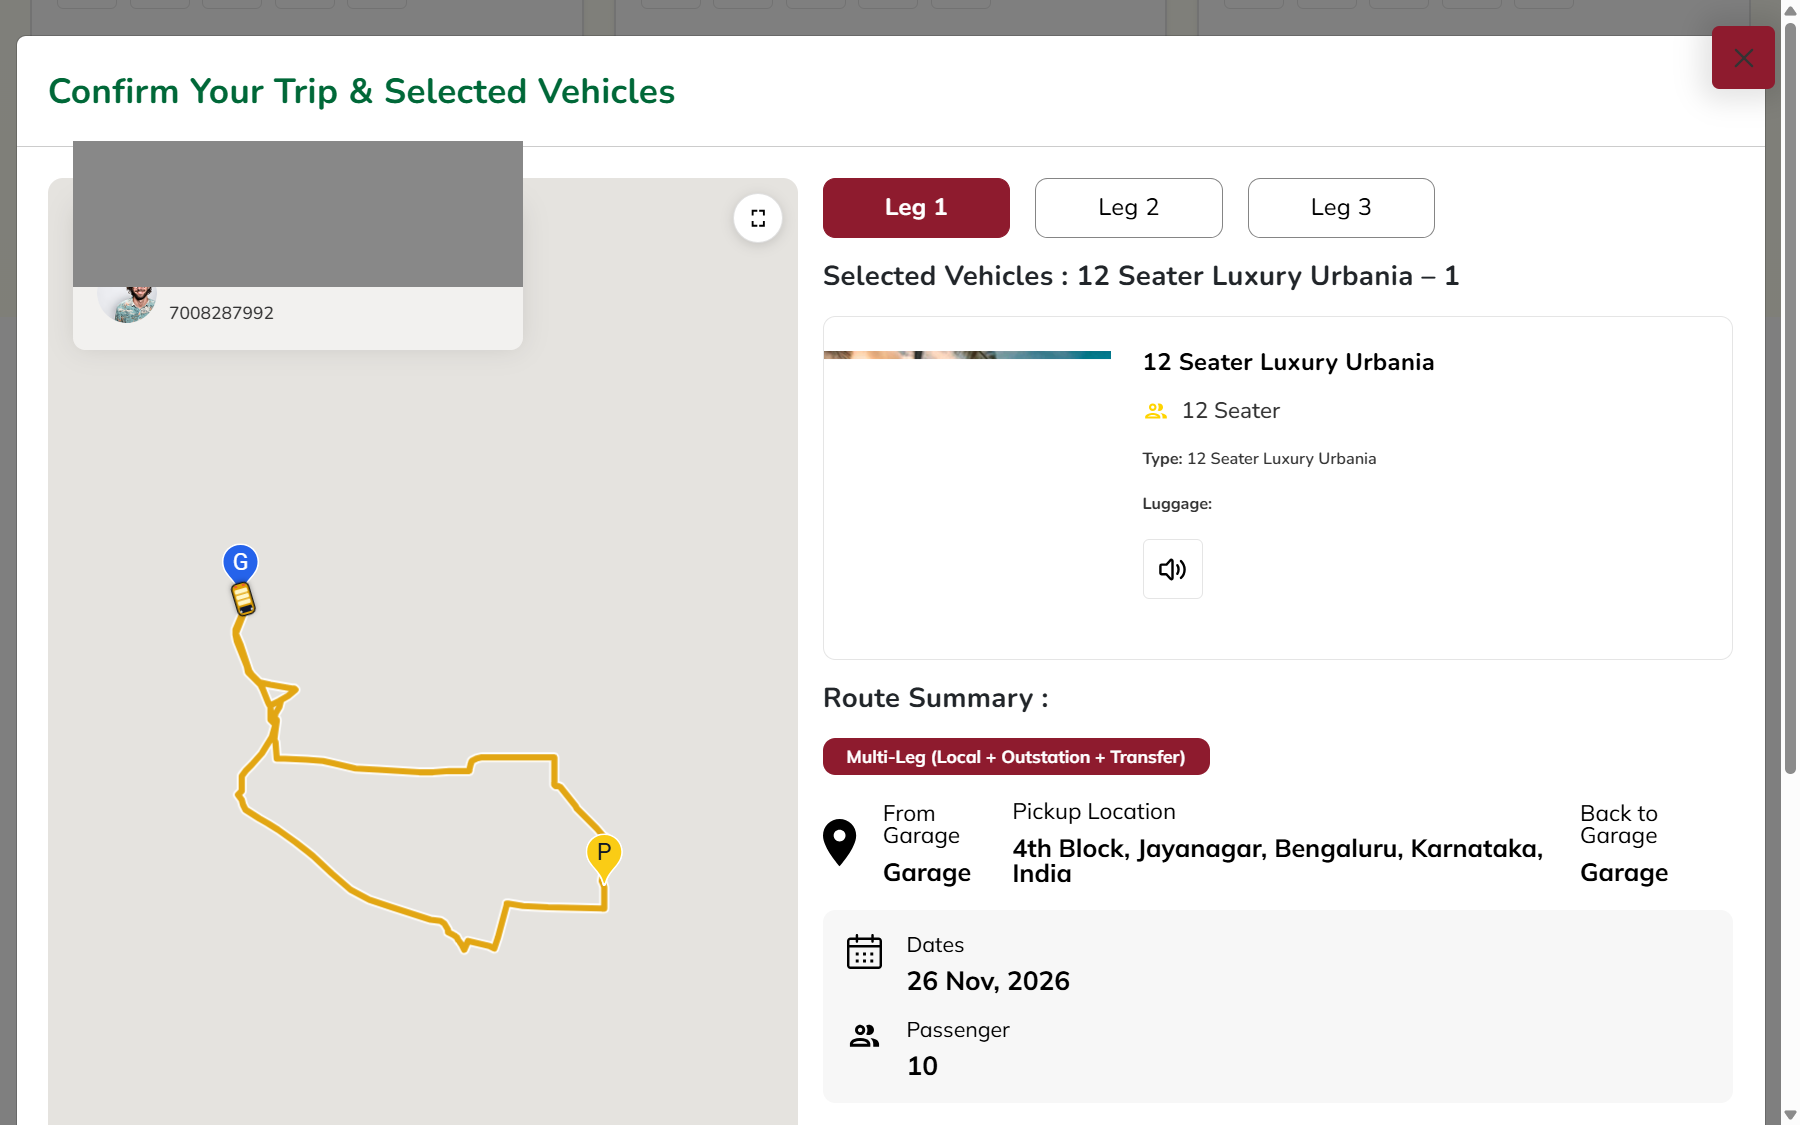 Confirm Your Trip & Selected Vehicles
7008287992
G
P
Leg 1
Leg 2
Leg 3
Selected Vehicles : 12 Seater Luxury Urbania – 1
12 Seater Luxury Urbania
12 Seater
Type: 12 Seater Luxury Urbania
Luggage:
Route Summary :
Multi-Leg (Local + Outstation + Transfer)
From
Garage
Garage
Pickup Location
4th Block, Jayanagar, Bengaluru, Karnataka,
India
Back to
Garage
Garage
Dates
26 Nov, 2026
Passenger
10